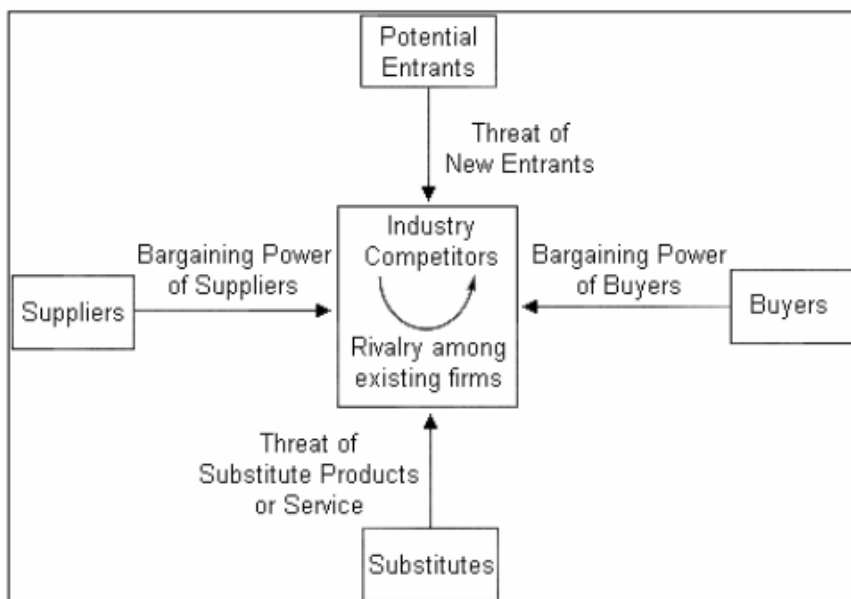 Potential
Entrants
Threat of
New Entrants
Industry
Competitors
Bargaining Power
of Suppliers
Bargaining Power
of Buyers
Suppliers
Buyers
Rivalry among
existing firms
Threat of
Substitute Products
or Service
Substitutes